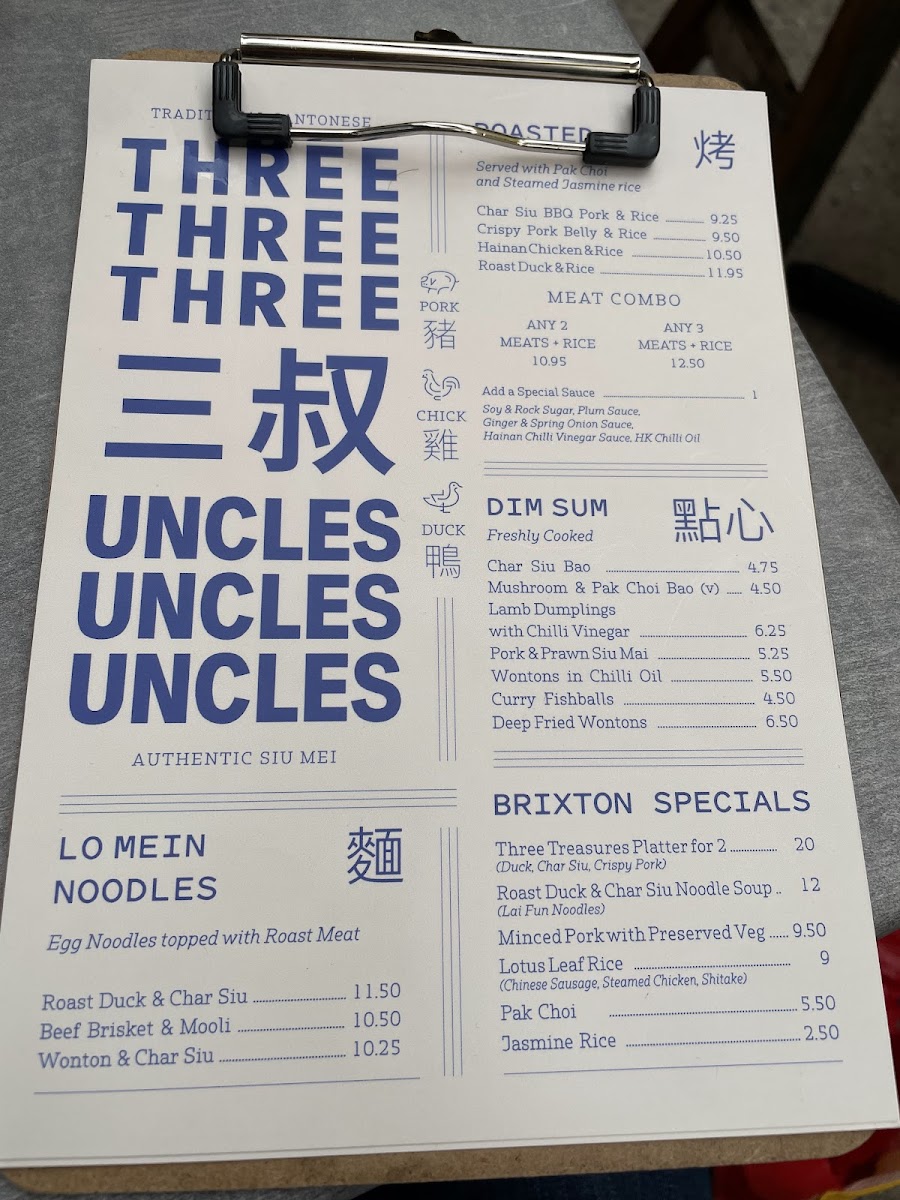 THREE
THREE
THREE
三叔
UNCLES
UNCLES
UNCLES
AUTHENTIC SIU MEI
PORK
豬
CHICK
雞
DUCK
鴨
LO MEIN
NOODLES
麵
Egg Noodles topped with Roast Meat
Roast Duck & Char Siu 11.50
Beef Brisket & Mooli 10.50
Wonton & Char Siu 10.25
ROASTED
烤
Served with Pak Choi
and Steamed Jasmine rice
Char Siu BBQ Pork & Rice 9.25
Crispy Pork Belly & Rice 9.50
Hainan Chicken & Rice 10.50
Roast Duck & Rice 11.95
MEAT COMBO
ANY 2
MEATS + RICE
10.95
ANY 3
MEATS + RICE
12.50
Add a Special Sauce 1
Soy & Rock Sugar, Plum Sauce,
Ginger & Spring Onion Sauce,
Hainan Chilli Vinegar Sauce, HK Chilli Oil
DIM SUM
點心
Freshly Cooked
Char Siu Bao 4.75
Mushroom & Pak Choi Bao (v) 4.50
Lamb Dumplings
with Chilli Vinegar 6.25
Pork & Prawn Siu Mai 5.25
Wontons in Chilli Oil 5.50
Curry Fishballs 4.50
Deep Fried Wontons 6.50
BRIXTON SPECIALS
Three Treasures Platter for 2 20
(Duck, Char Siu, Crispy Pork)
Roast Duck & Char Siu Noodle Soup 12
(Lai Fun Noodles)
Minced Pork with Preserved Veg 9.50
Lotus Leaf Rice 9
(Chinese Sausage, Steamed Chicken, Shitake)
Pak Choi 5.50
Jasmine Rice 2.50